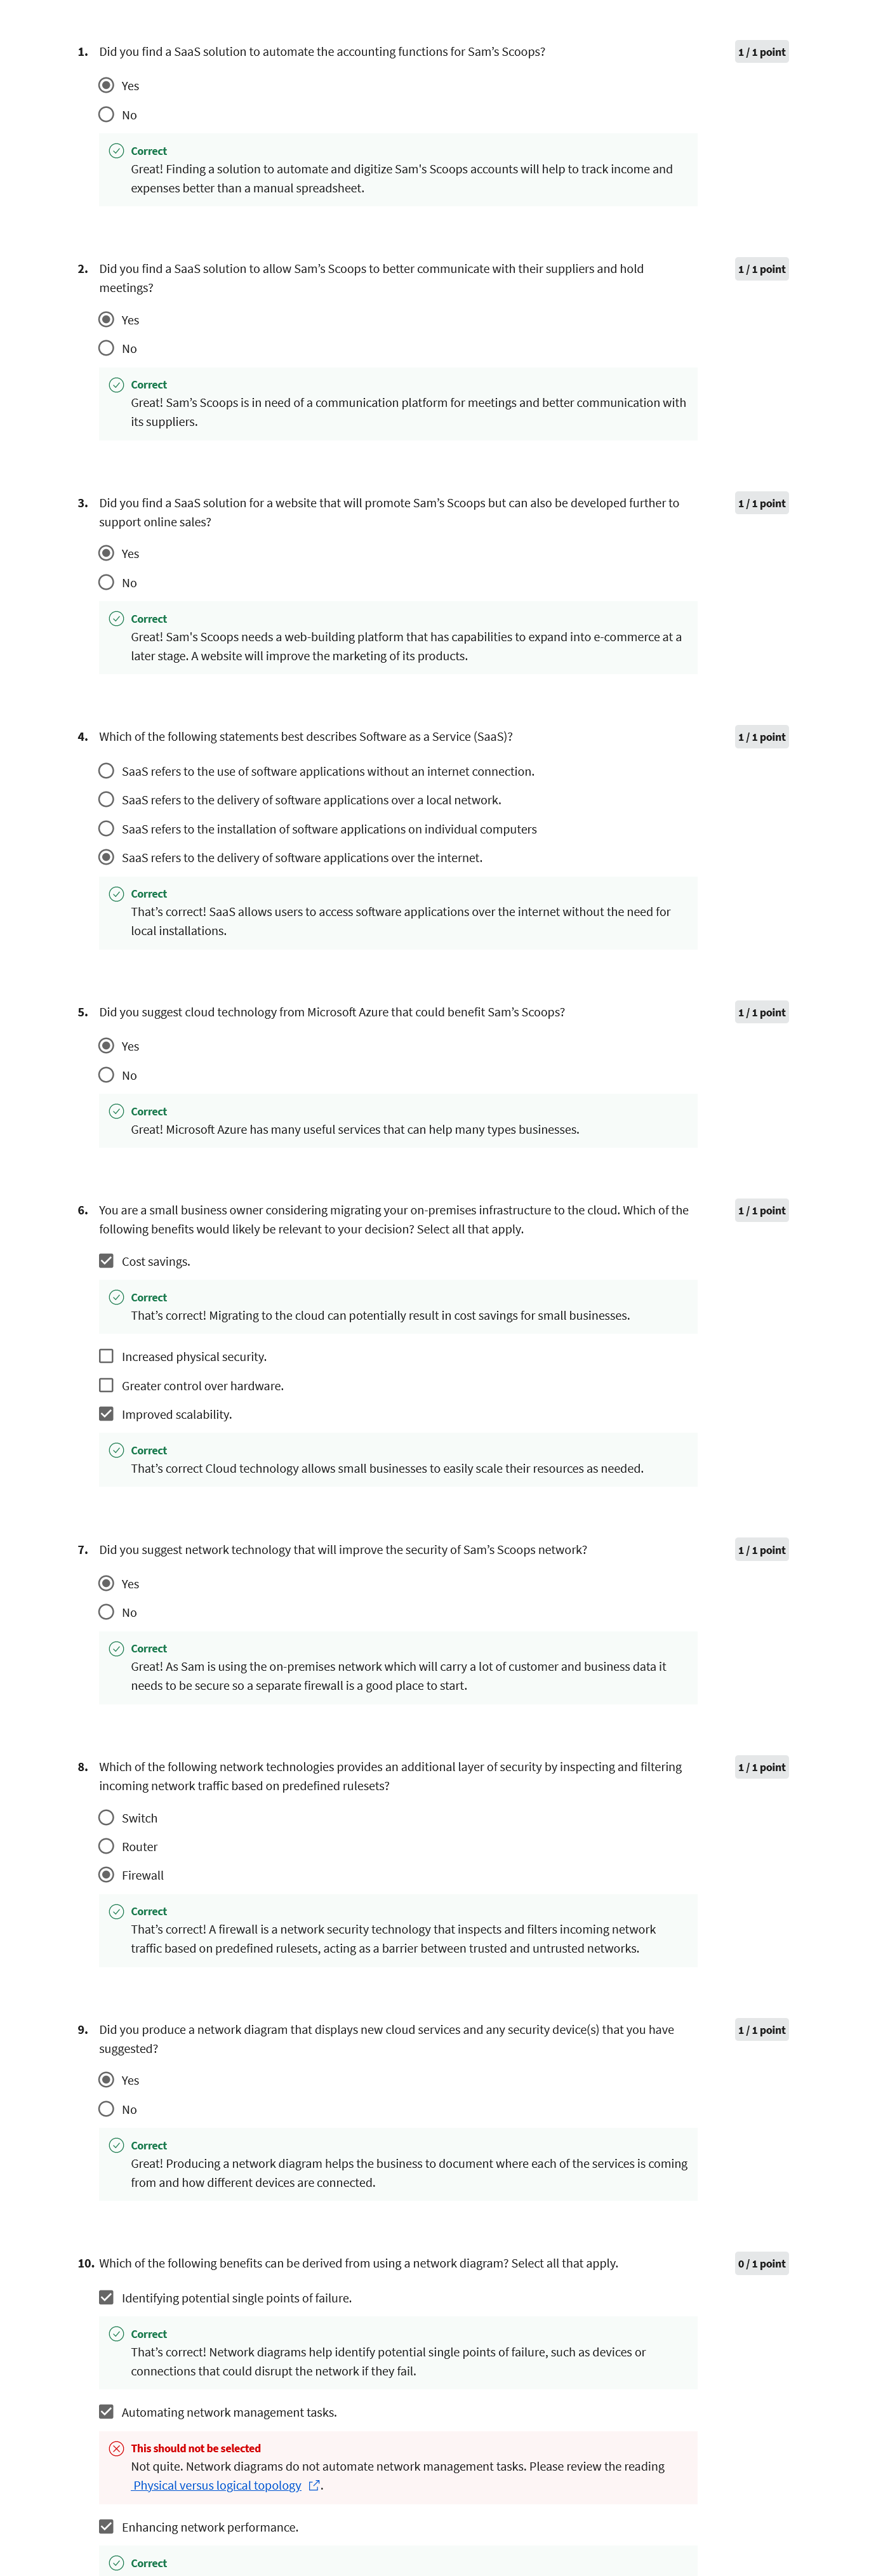 1. Did you find a SaaS solution to automate the accounting functions for Sam’s Scoops?
1 / 1 point
Yes
No
Correct
Great! Finding a solution to automate and digitize Sam's Scoops accounts will help to track income and
expenses better than a manual spreadsheet.
2. Did you find a SaaS solution to allow Sam’s Scoops to better communicate with their suppliers and hold
meetings?
1 / 1 point
Yes
No
Correct
Great! Sam’s Scoops is in need of a communication platform for meetings and better communication with
its suppliers.
3. Did you find a SaaS solution for a website that will promote Sam’s Scoops but can also be developed further to
support online sales?
1 / 1 point
Yes
No
Correct
Great! Sam's Scoops needs a web-building platform that has capabilities to expand into e-commerce at a
later stage. A website will improve the marketing of its products.
4. Which of the following statements best describes Software as a Service (SaaS)?
1 / 1 point
SaaS refers to the use of software applications without an internet connection.
SaaS refers to the delivery of software applications over a local network.
SaaS refers to the installation of software applications on individual computers
SaaS refers to the delivery of software applications over the internet.
Correct
That’s correct! SaaS allows users to access software applications over the internet without the need for
local installations.
5. Did you suggest cloud technology from Microsoft Azure that could benefit Sam’s Scoops?
1 / 1 point
Yes
No
Correct
Great! Microsoft Azure has many useful services that can help many types businesses.
6. You are a small business owner considering migrating your on-premises infrastructure to the cloud. Which of the
following benefits would likely be relevant to your decision? Select all that apply.
1 / 1 point
Cost savings.
Correct
That’s correct! Migrating to the cloud can potentially result in cost savings for small businesses.
Increased physical security.
Greater control over hardware.
Improved scalability.
Correct
That’s correct Cloud technology allows small businesses to easily scale their resources as needed.
7. Did you suggest network technology that will improve the security of Sam’s Scoops network?
1 / 1 point
Yes
No
Correct
Great! As Sam is using the on-premises network which will carry a lot of customer and business data it
needs to be secure so a separate firewall is a good place to start.
8. Which of the following network technologies provides an additional layer of security by inspecting and filtering
incoming network traffic based on predefined rulesets?
1 / 1 point
Switch
Router
Firewall
Correct
That’s correct! A firewall is a network security technology that inspects and filters incoming network
traffic based on predefined rulesets, acting as a barrier between trusted and untrusted networks.
9. Did you produce a network diagram that displays new cloud services and any security device(s) that you have
suggested?
1 / 1 point
Yes
No
Correct
Great! Producing a network diagram helps the business to document where each of the services is coming
from and how different devices are connected.
10. Which of the following benefits can be derived from using a network diagram? Select all that apply.
0 / 1 point
Identifying potential single points of failure.
Correct
That’s correct! Network diagrams help identify potential single points of failure, such as devices or
connections that could disrupt the network if they fail.
Automating network management tasks.
This should not be selected
Not quite. Network diagrams do not automate network management tasks. Please review the reading
Physical versus logical topology .
Enhancing network performance.
Correct